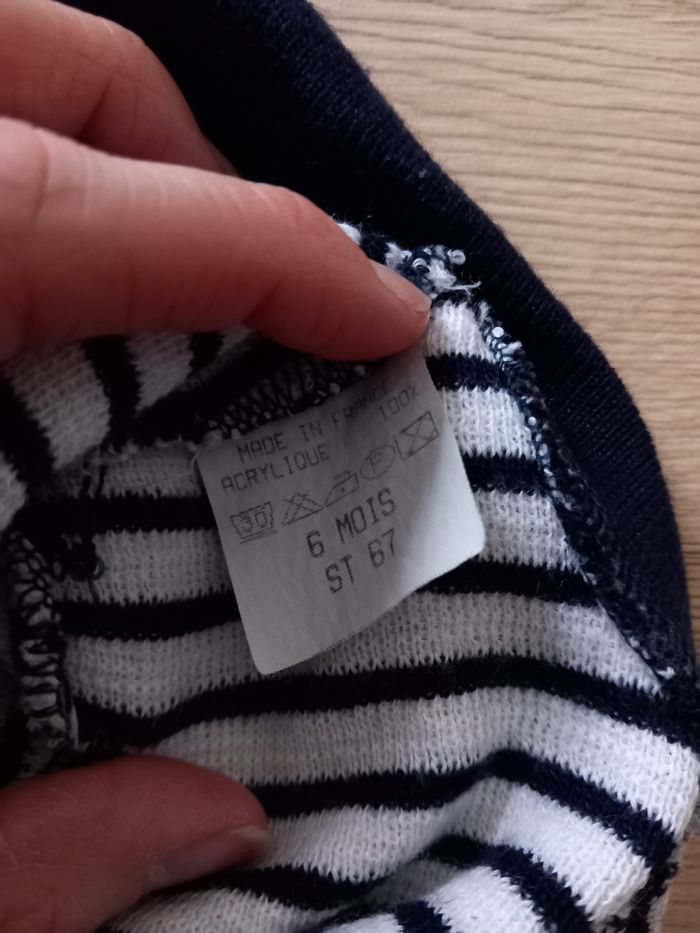 MADE IN FRANCE
ACRYLIQUE 100%
30 P
6 MOIS
ST 67